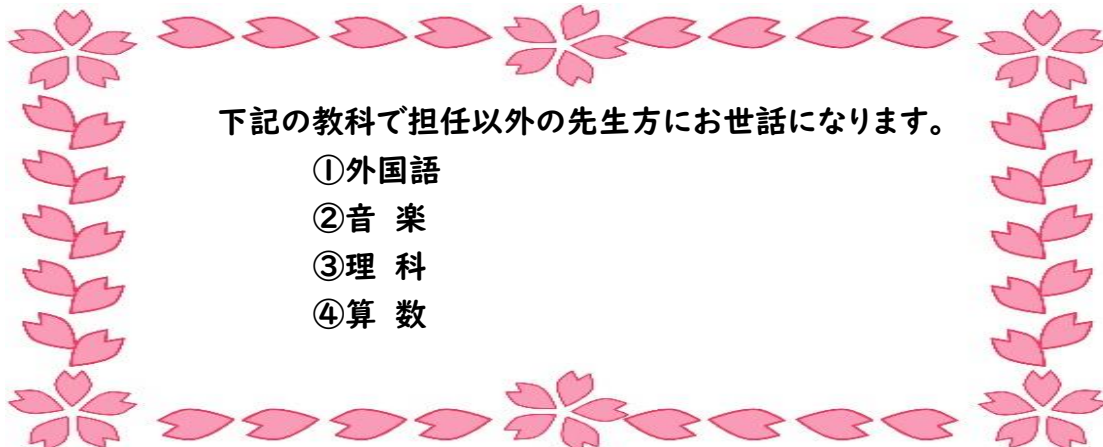 下記の教科で担任以外の先生方にお世話になります。
①外国語
②音 楽
③理 科
④算 数